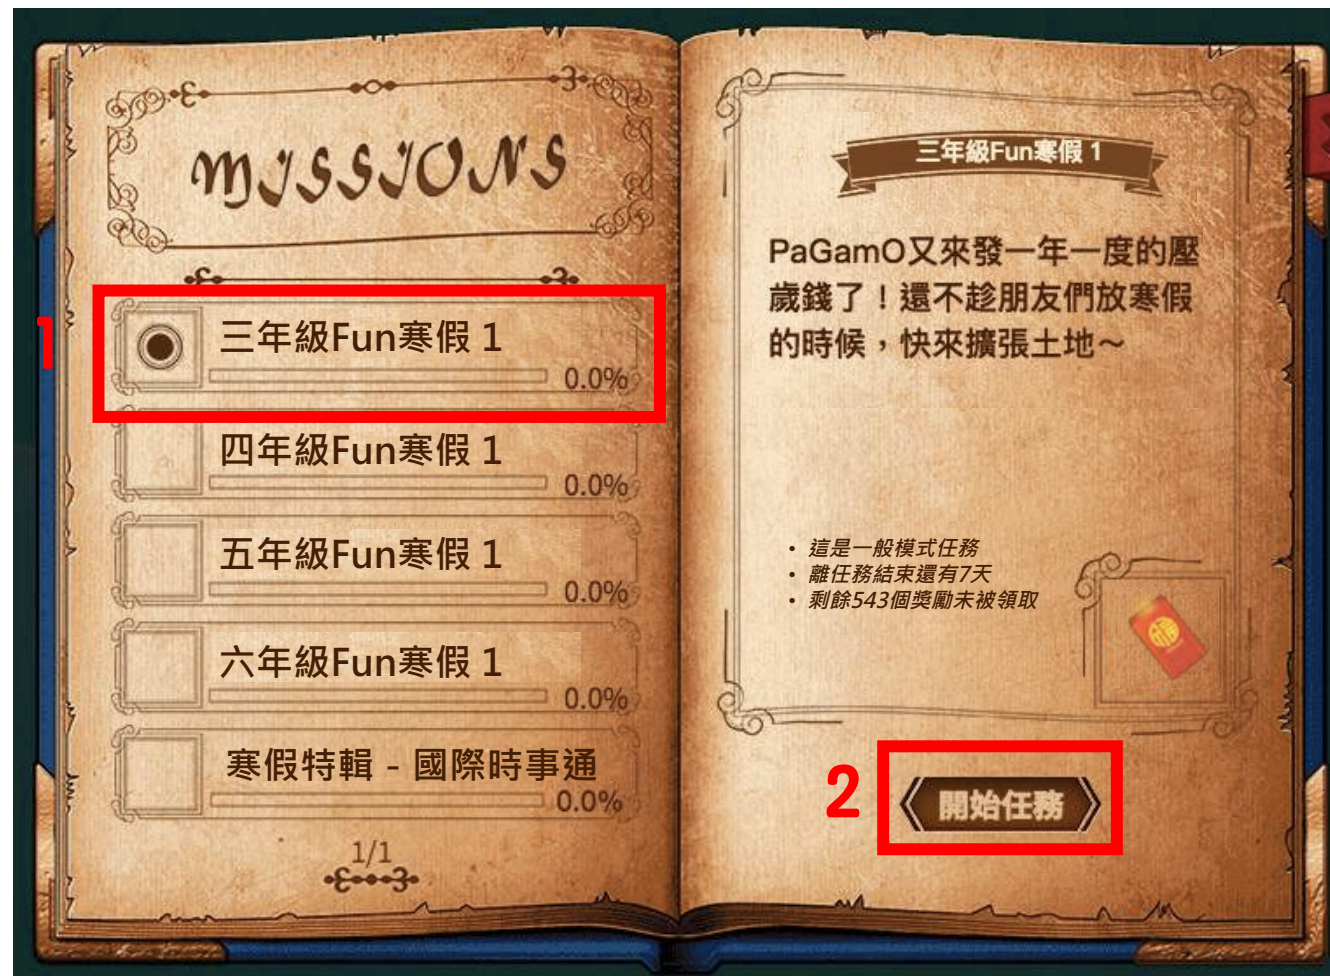 MISSIONS
1
三年級Fun寒假 1
0.0%
四年級Fun寒假 1
0.0%
五年級Fun寒假 1
0.0%
六年級Fun寒假 1
0.0%
寒假特輯 - 國際時事通
0.0%
1/1
三年級Fun寒假 1
PaGamO又來發一年一度的壓
歲錢了！還不趁朋友們放寒假
的時候，快來擴張土地～
• 這是一般模式任務
• 離任務結束還有7天
• 剩餘543個獎勵未被領取
福
2
開始任務